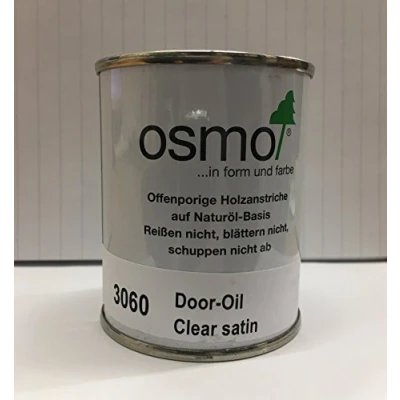 osmo®
...in form und farbe
Offenporige Holzanstriche
auf Naturöl-Basis
Reißen nicht, blättern nicht,
schuppen nicht ab
3060 Door-Oil
Clear satin